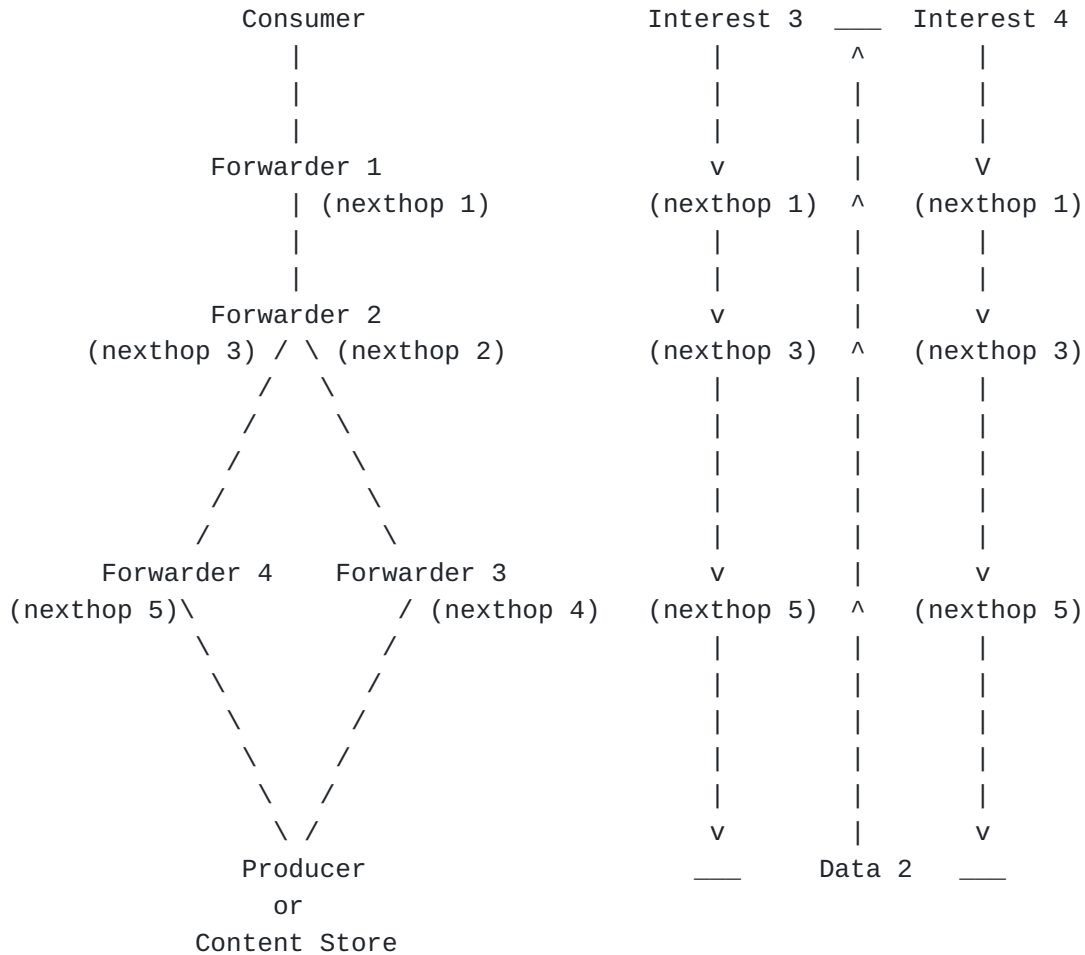 Consumer                  Interest 3  ___  Interest 4
                  |                          |        ^       |
                  |                          |        |       |
                  |                          |        |       |
             Forwarder 1                     v        |       V
                  | (nexthop 1)          (nexthop 1)  ^   (nexthop 1)
                  |                          |        |       |
                  |                          |        |       |
             Forwarder 2                     v        |       v
     (nexthop 3) / \ (nexthop 2)         (nexthop 3)  ^   (nexthop 3)
                /   \                        |        |       |
               /     \                       |        |       |
              /       \                      |        |       |
             /         \                     |        |       |
            /           \                    |        |       |
      Forwarder 4    Forwarder 3             v        |       v
(nexthop 5)\             / (nexthop 4)   (nexthop 5)  ^   (nexthop 5)
            \           /                    |        |       |
             \         /                     |        |       |
              \       /                      |        |       |
               \     /                       |        |       |
                \   /                        |        |       |
                 \ /                         v        |       v
               Producer                     ___     Data 2   ___
                 or
            Content Store